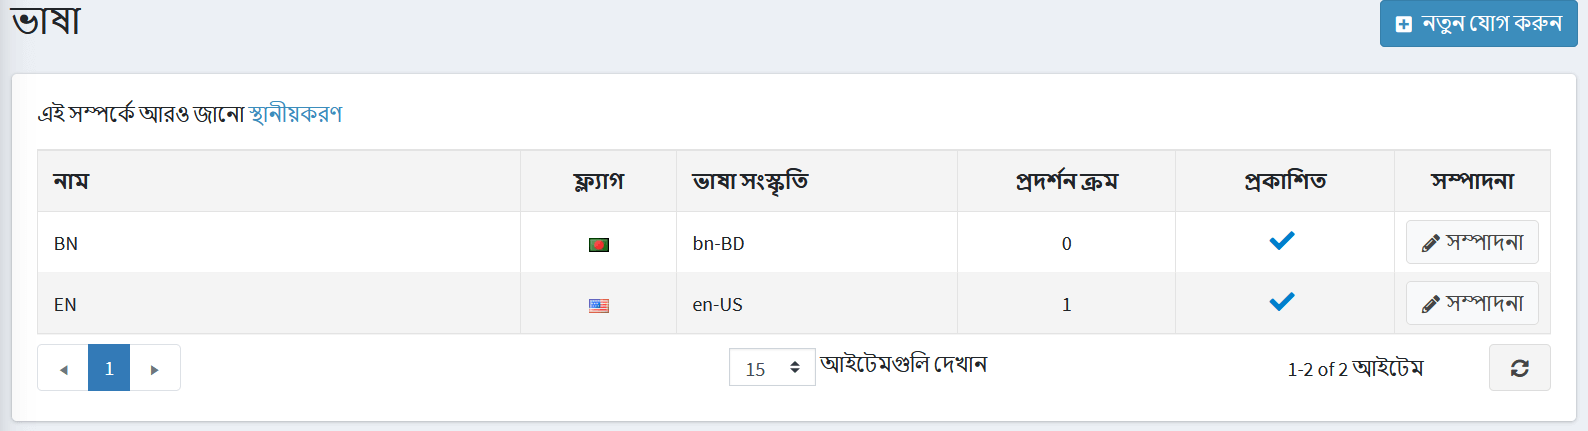 ভাষা
নতুন যোগ করুন
এই সম্পর্কে আরও জানো স্থানীয়করণ
নাম ফ্ল্যাগ ভাষা সংস্কৃতি প্রদর্শন ক্রম প্রকাশিত সম্পাদনা
BN bn-BD 0 সম্পাদনা
EN en-US 1 সম্পাদনা
1 15 আইটেমগুলি দেখান 1-2 of 2 আইটেম